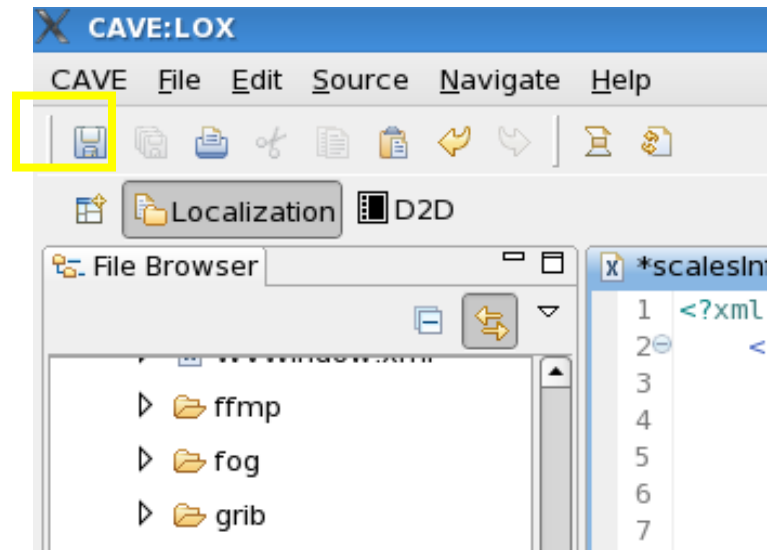 CAVE:LOX
CAVE File Edit Source Navigate Help
Localization D2D
File Browser
*scalesInf
1 <?xml
2 <
3
4
5
6
7
ffmp
fog
grib